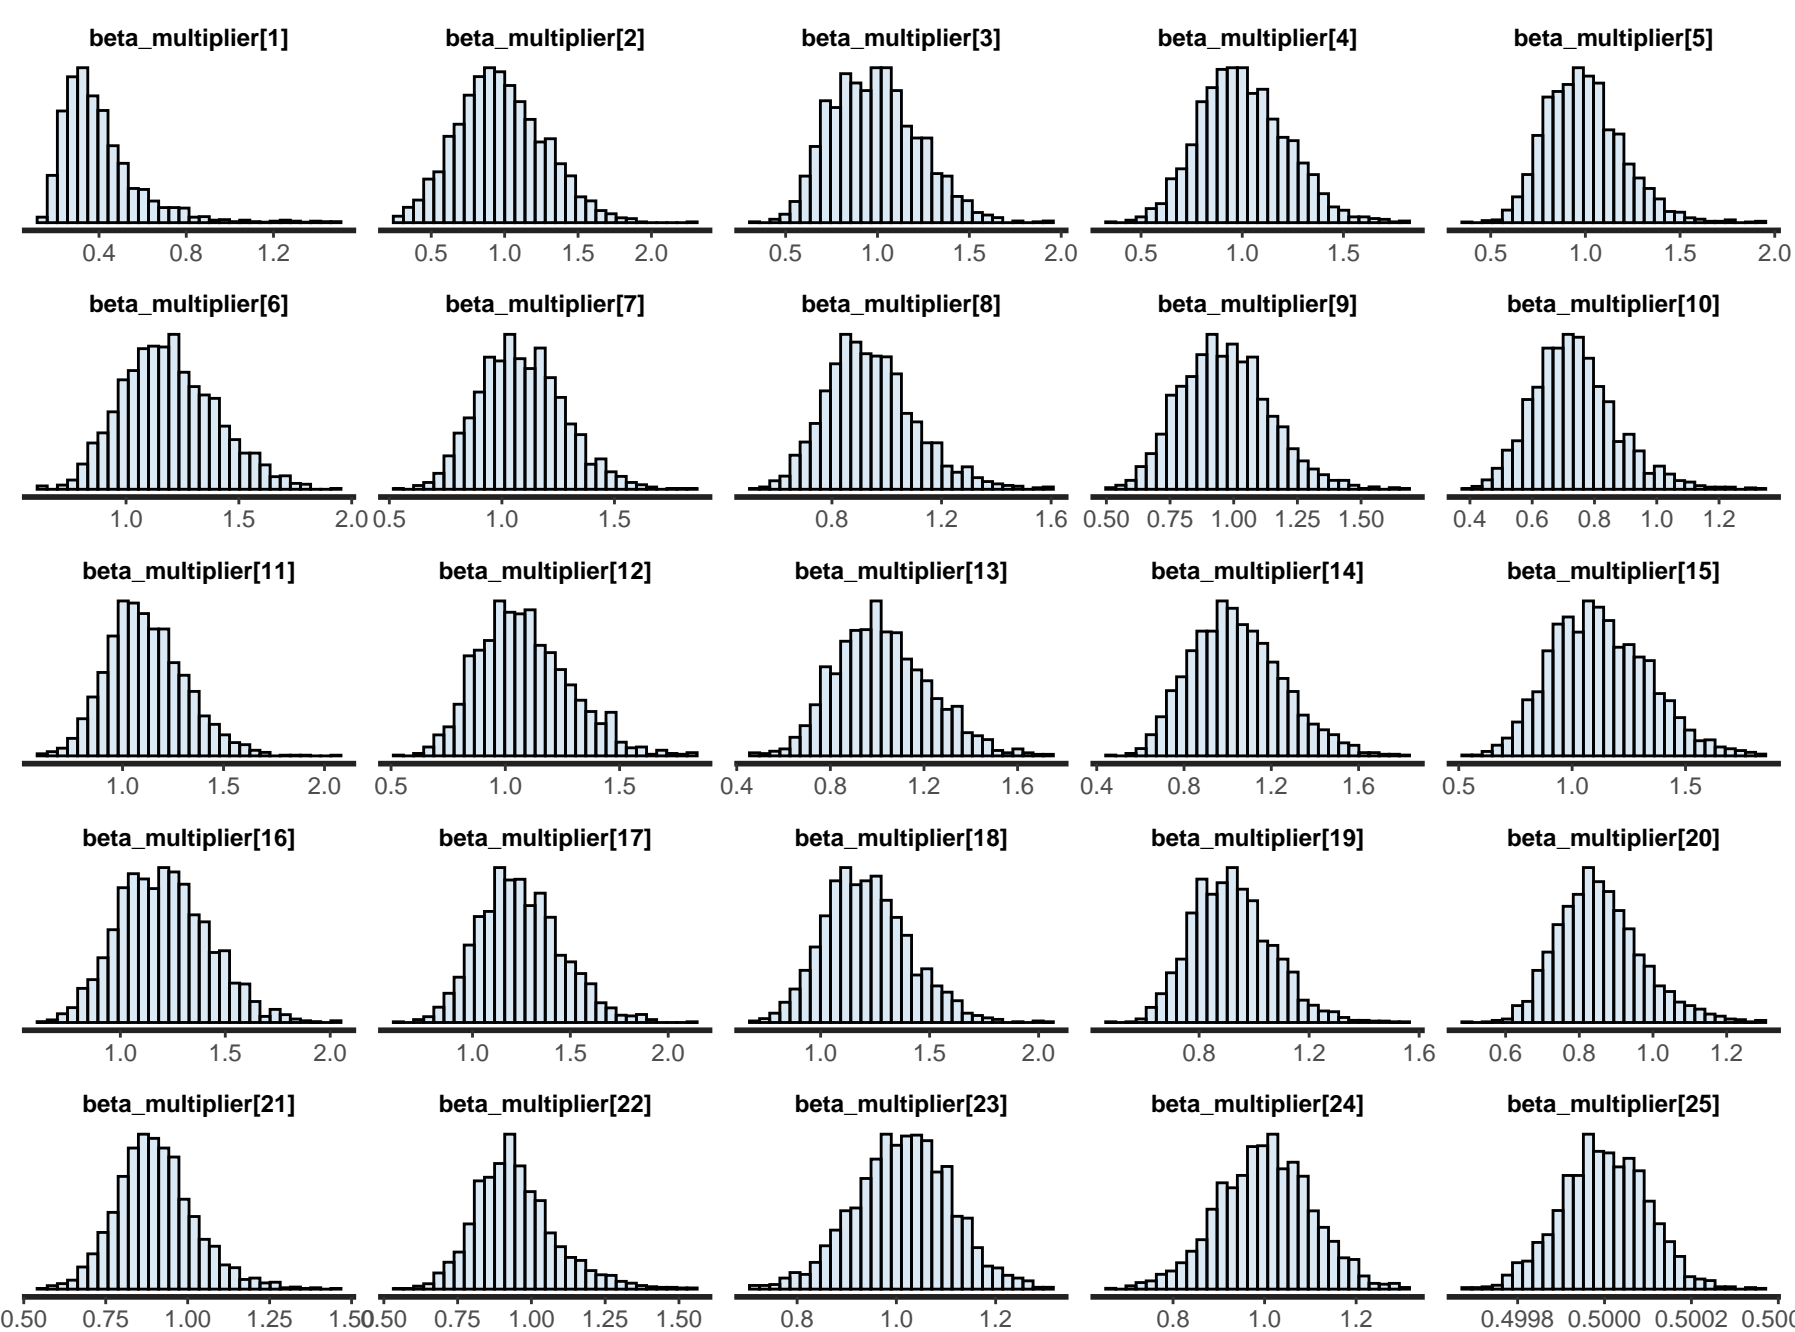 beta_multiplier[1] beta_multiplier[2] beta_multiplier[3] beta_multiplier[4] beta_multiplier[5]
0.4 0.8 1.2 0.5 1.0 1.5 2.0 0.5 1.0 1.5 2.0 0.5 1.0 1.5 0.5 1.0 1.5 2.0
beta_multiplier[6] beta_multiplier[7] beta_multiplier[8] beta_multiplier[9] beta_multiplier[10]
1.0 1.5 2.0 0.5 1.0 1.5 0.8 1.2 1.6 0.50 0.75 1.00 1.25 1.50 0.4 0.6 0.8 1.0 1.2
beta_multiplier[11] beta_multiplier[12] beta_multiplier[13] beta_multiplier[14] beta_multiplier[15]
1.0 1.5 2.0 0.5 1.0 1.5 0.4 0.8 1.2 1.6 0.4 0.8 1.2 1.6 0.5 1.0 1.5
beta_multiplier[16] beta_multiplier[17] beta_multiplier[18] beta_multiplier[19] beta_multiplier[20]
1.0 1.5 2.0 1.0 1.5 2.0 1.0 1.5 2.0 0.8 1.2 1.6 0.6 0.8 1.0 1.2
beta_multiplier[21] beta_multiplier[22] beta_multiplier[23] beta_multiplier[24] beta_multiplier[25]
0.50 0.75 1.00 1.25 1.50 0.50 0.75 1.00 1.25 1.50 0.8 1.0 1.2 0.8 1.0 1.2 0.4998 0.5000 0.5002